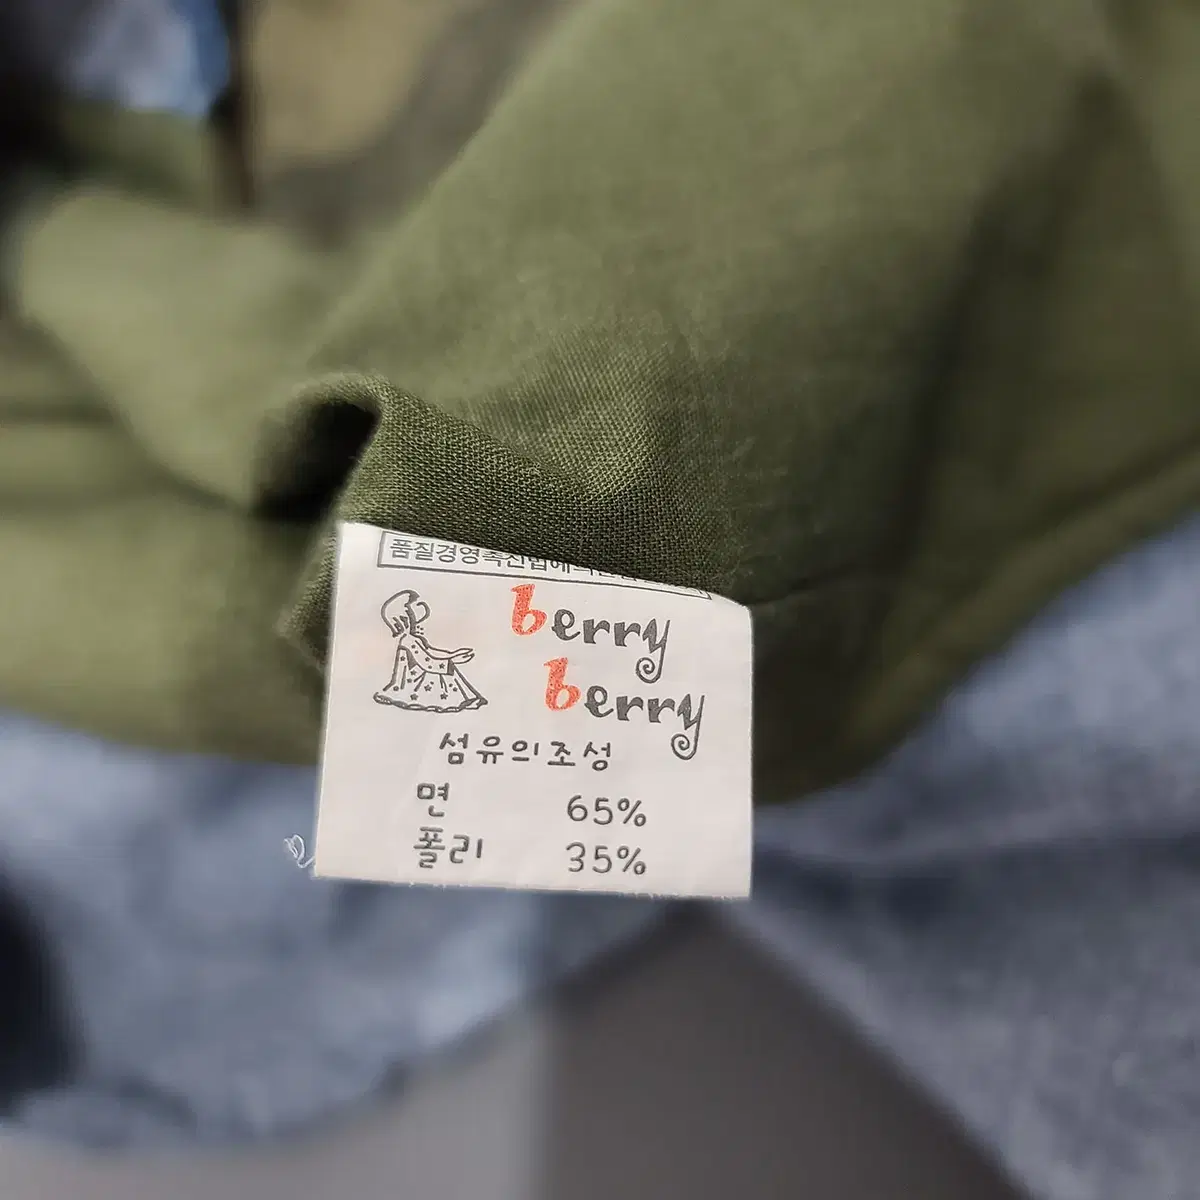 품질경영촉진법에
berry
berry
섬유의조성
면 65%
폴리 35%